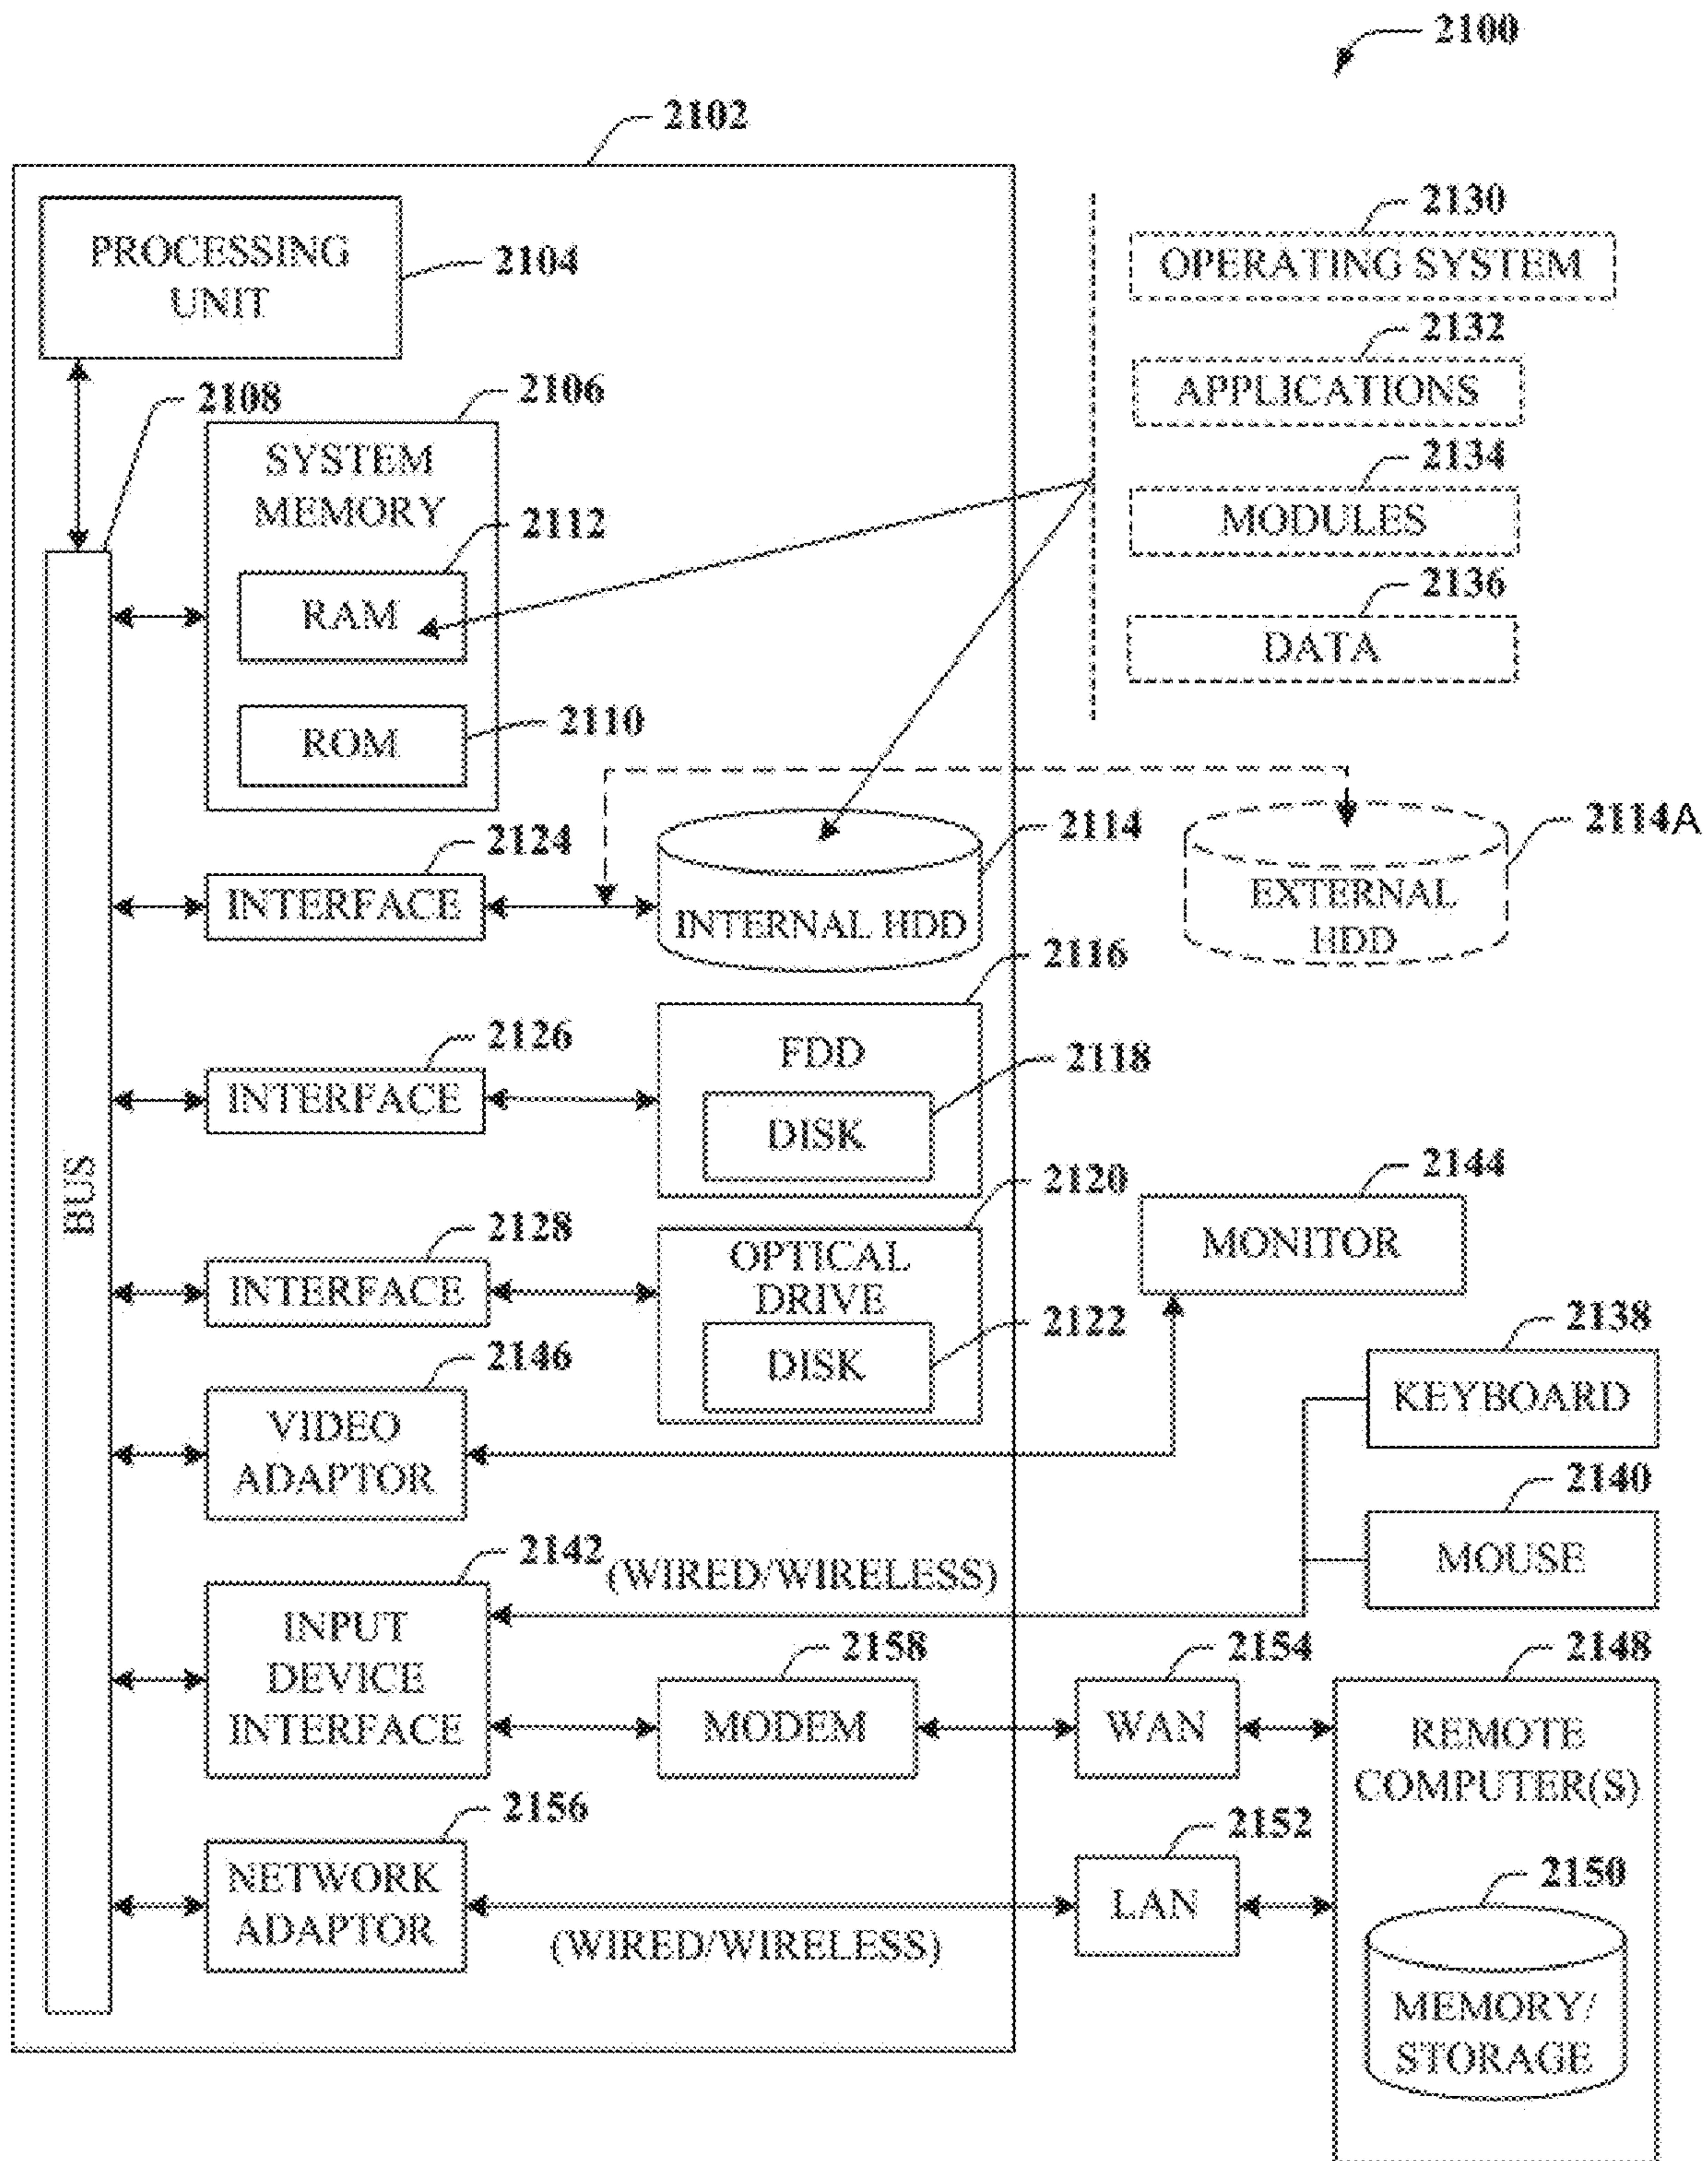 2100
2102
PROCESSING
UNIT
2104
2130
OPERATING SYSTEM
2132
APPLICATIONS
2134
MODULES
2136
DATA
2108
2106
SYSTEM
MEMORY
2112
RAM
2110
ROM
BUS
2124
INTERFACE
2114
INTERNAL HDD
2114A
EXTERNAL
HDD
2126
INTERFACE
2116
FDD
2118
DISK
2128
INTERFACE
2120
OPTICAL
DRIVE
2122
DISK
2144
MONITOR
2146
VIDEO
ADAPTOR
2138
KEYBOARD
2140
MOUSE
2142
(WIRED/WIRELESS)
INPUT
DEVICE
INTERFACE
2158
MODEM
2154
WAN
2148
REMOTE
COMPUTER(S)
2156
NETWORK
ADAPTOR
(WIRED/WIRELESS)
2152
LAN
2150
MEMORY/
STORAGE